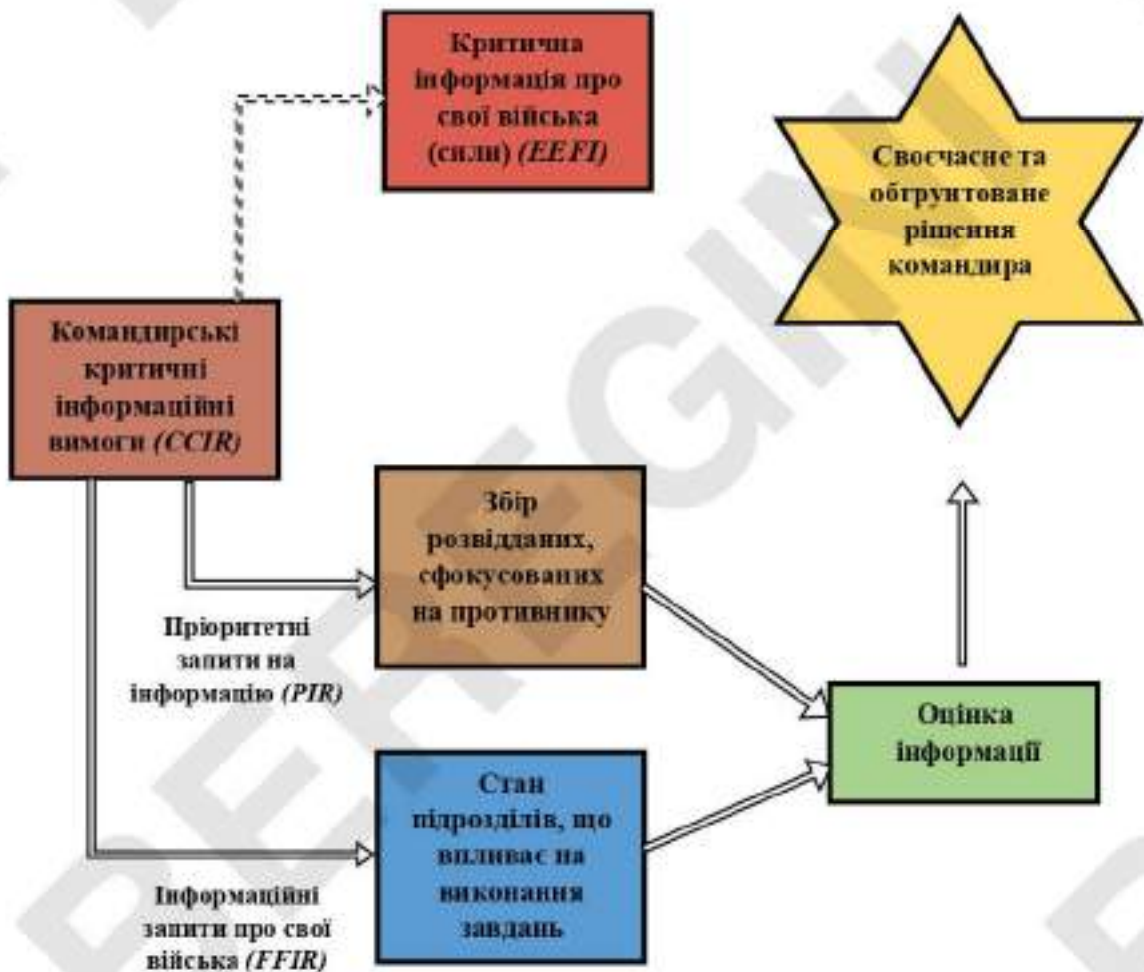 Критична
інформація про
свої війська
(сили) (EEFI)
Своєчасне та
обґрунтоване
рішення
командира
Командирські
критичні
інформаційні
вимоги (CCIR)
Збір
розвідданих,
сфокусованих
на противнику
Пріоритетні
запити на
інформацію (PIR)
Оцінка
інформації
Стан
підрозділів, що
впливає на
виконання
завдань
Інформаційні
запити про свої
війська (FFIR)